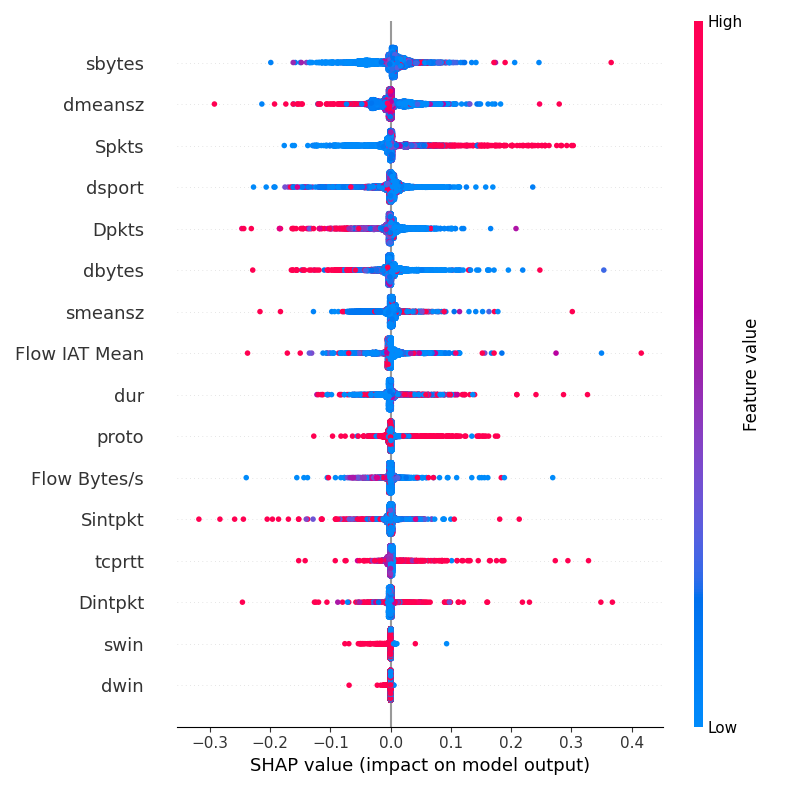 High
sbytes
dmeansz
Spkts
dsport
Dpkts
dbytes
smeansz
Flow IAT Mean
dur
proto
Flow Bytes/s
Sintpkt
tcprtt
Dintpkt
swin
dwin
Feature value
Low
−0.3 −0.2 −0.1 0.0 0.1 0.2 0.3 0.4
SHAP value (impact on model output)